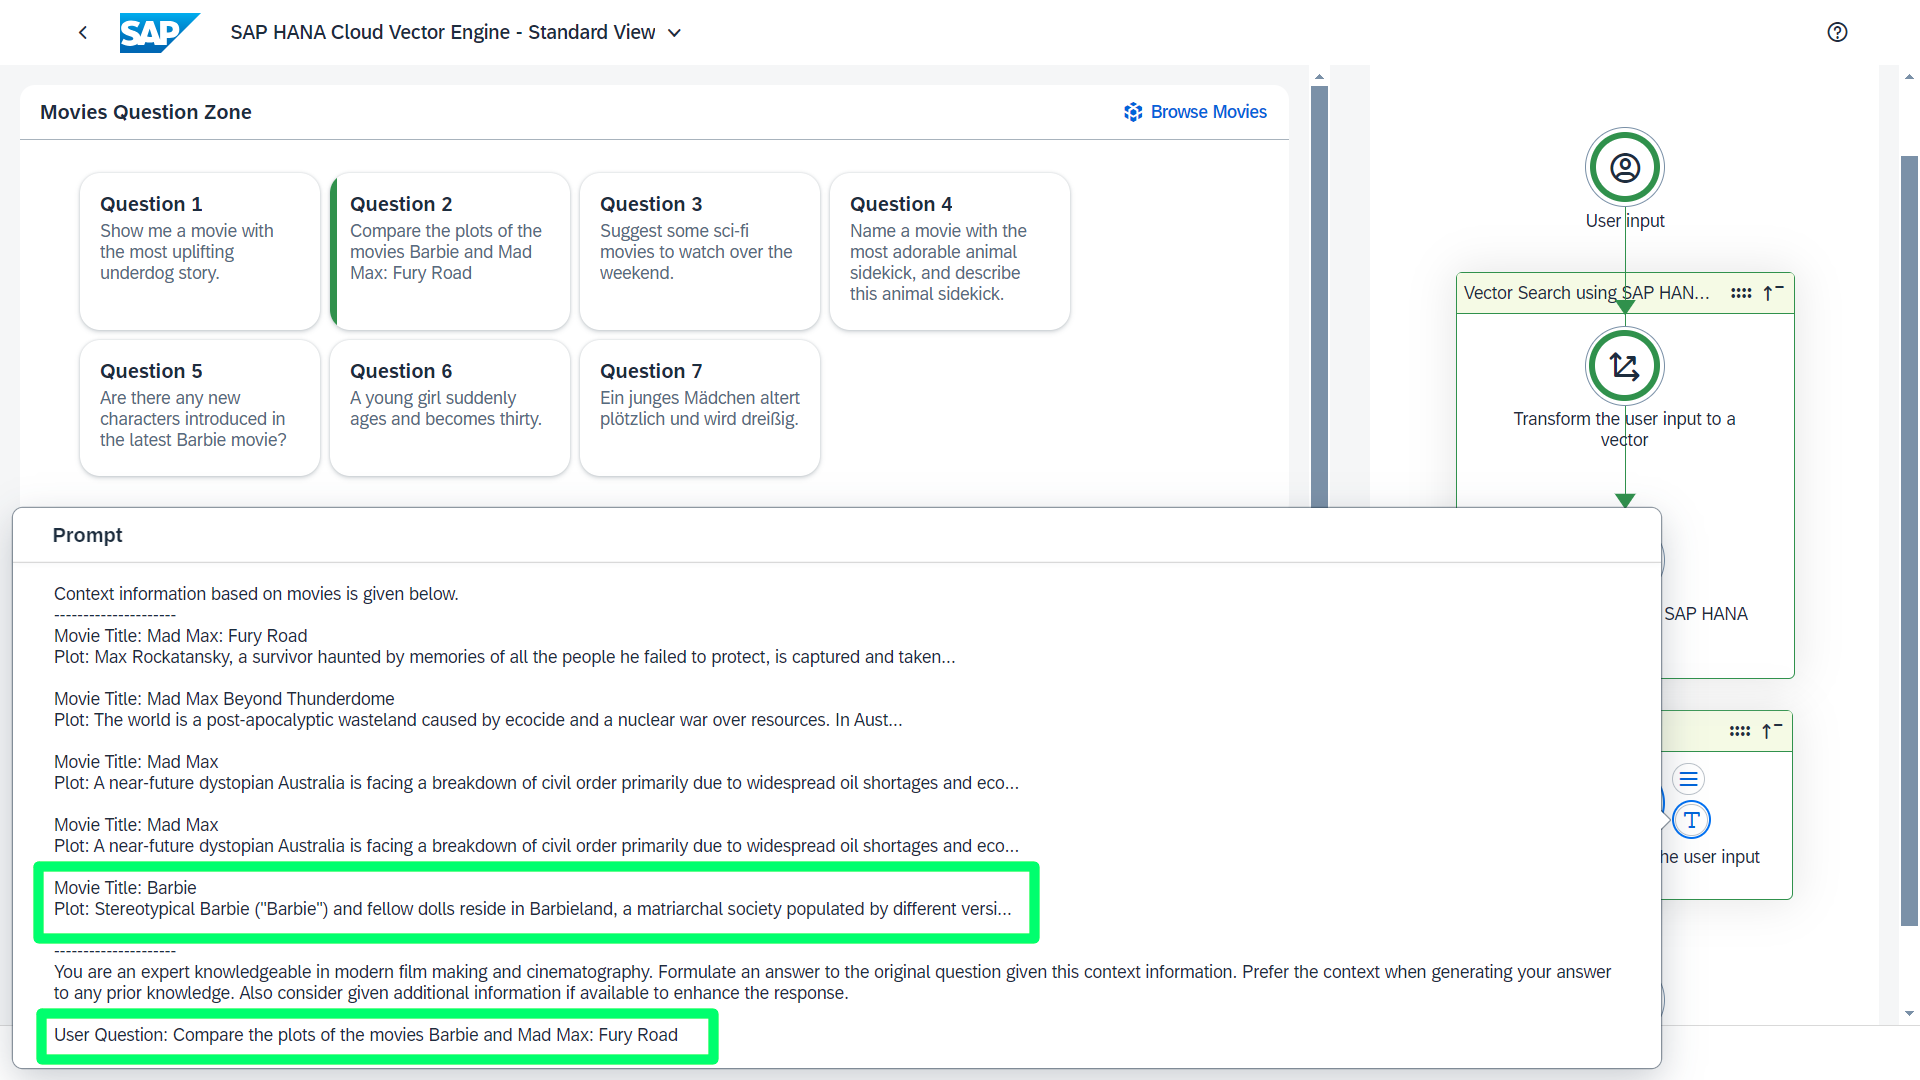 SAP
SAP HANA Cloud Vector Engine - Standard View
Movies Question Zone
Browse Movies
Question 1
Show me a movie with
the most uplifting
underdog story.
Question 2
Compare the plots of the
movies Barbie and Mad
Max: Fury Road
Question 3
Suggest some sci-fi
movies to watch over the
weekend.
Question 4
Name a movie with the
most adorable animal
sidekick, and describe
this animal sidekick.
Question 5
Are there any new
characters introduced in
the latest Barbie movie?
Question 6
A young girl suddenly
ages and becomes thirty.
Question 7
Ein junges Mädchen altert
plötzlich und wird dreißig.
User input
Vector Search using SAP HAN...
Transform the user input to a
vector
SAP HANA
T
he user input
Prompt
Context information based on movies is given below.
---------------------
Movie Title: Mad Max: Fury Road
Plot: Max Rockatansky, a survivor haunted by memories of all the people he failed to protect, is captured and taken...
Movie Title: Mad Max Beyond Thunderdome
Plot: The world is a post-apocalyptic wasteland caused by ecocide and a nuclear war over resources. In Aust...
Movie Title: Mad Max
Plot: A near-future dystopian Australia is facing a breakdown of civil order primarily due to widespread oil shortages and eco...
Movie Title: Mad Max
Plot: A near-future dystopian Australia is facing a breakdown of civil order primarily due to widespread oil shortages and eco...
Movie Title: Barbie
Plot: Stereotypical Barbie ("Barbie") and fellow dolls reside in Barbieland, a matriarchal society populated by different versi...
---------------------
You are an expert knowledgeable in modern film making and cinematography. Formulate an answer to the original question given this context information. Prefer the context when generating your answer
to any prior knowledge. Also consider given additional information if available to enhance the response.
User Question: Compare the plots of the movies Barbie and Mad Max: Fury Road